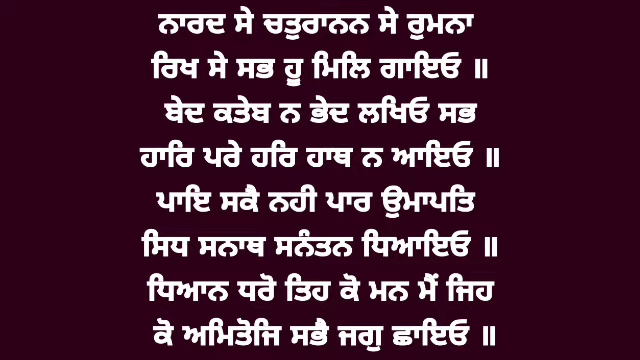 ਨਾਰਦ ਸੇ ਚਤੁਰਾਨਨ ਸੇ ਰੁਮਨਾ
ਰਿਖ ਸੇ ਸਭ ਹੂ ਮਿਲਿ ਗਾਇਓ ॥
ਬੇਦ ਕਤੇਬ ਨ ਭੇਦ ਲਖਿਓ ਸਭ
ਹਾਰਿ ਪਰੇ ਹਰਿ ਹਾਥ ਨ ਆਇਓ ॥
ਪਾਇ ਸਕੈ ਨਹੀ ਪਾਰ ਉਮਾਪਤਿ
ਸਿਧ ਸਨਾਥ ਸਨੰਤਨ ਧਿਆਇਓ ॥
ਧਿਆਨ ਧਰੋ ਤਿਹ ਕੋ ਮਨ ਮੈਂ ਜਿਹ
ਕੋ ਅਮਿਤੋਜਿ ਸਭੈ ਜਗੁ ਛਾਇਓ ॥